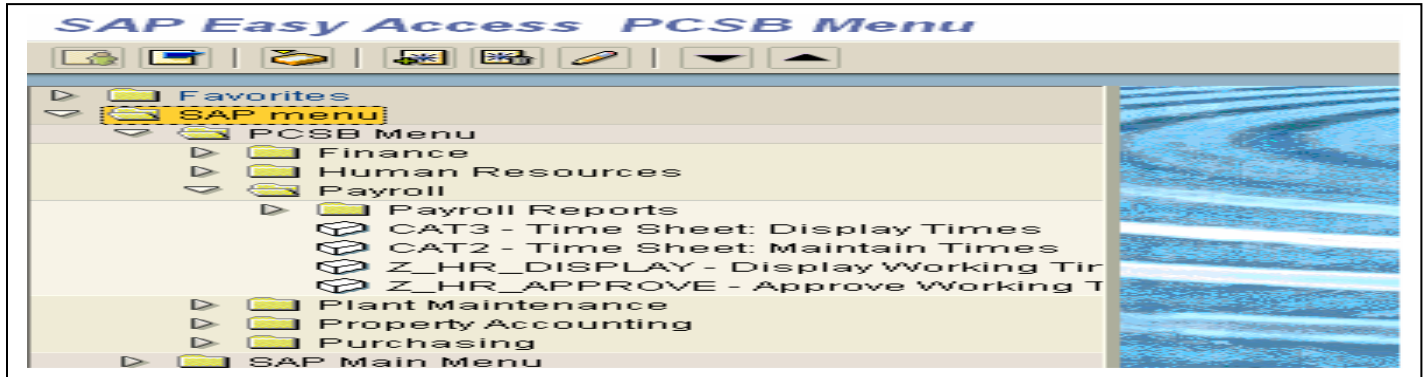 SAP Easy Access PCSB Menu
Favorites
SAP menu
PCSB Menu
Finance
Human Resources
Payroll
Payroll Reports
CAT3 - Time Sheet: Display Times
CAT2 - Time Sheet: Maintain Times
Z_HR_DISPLAY - Display Working Tir
Z_HR_APPROVE - Approve Working T
Plant Maintenance
Property Accounting
Purchasing
SAP Main Menu